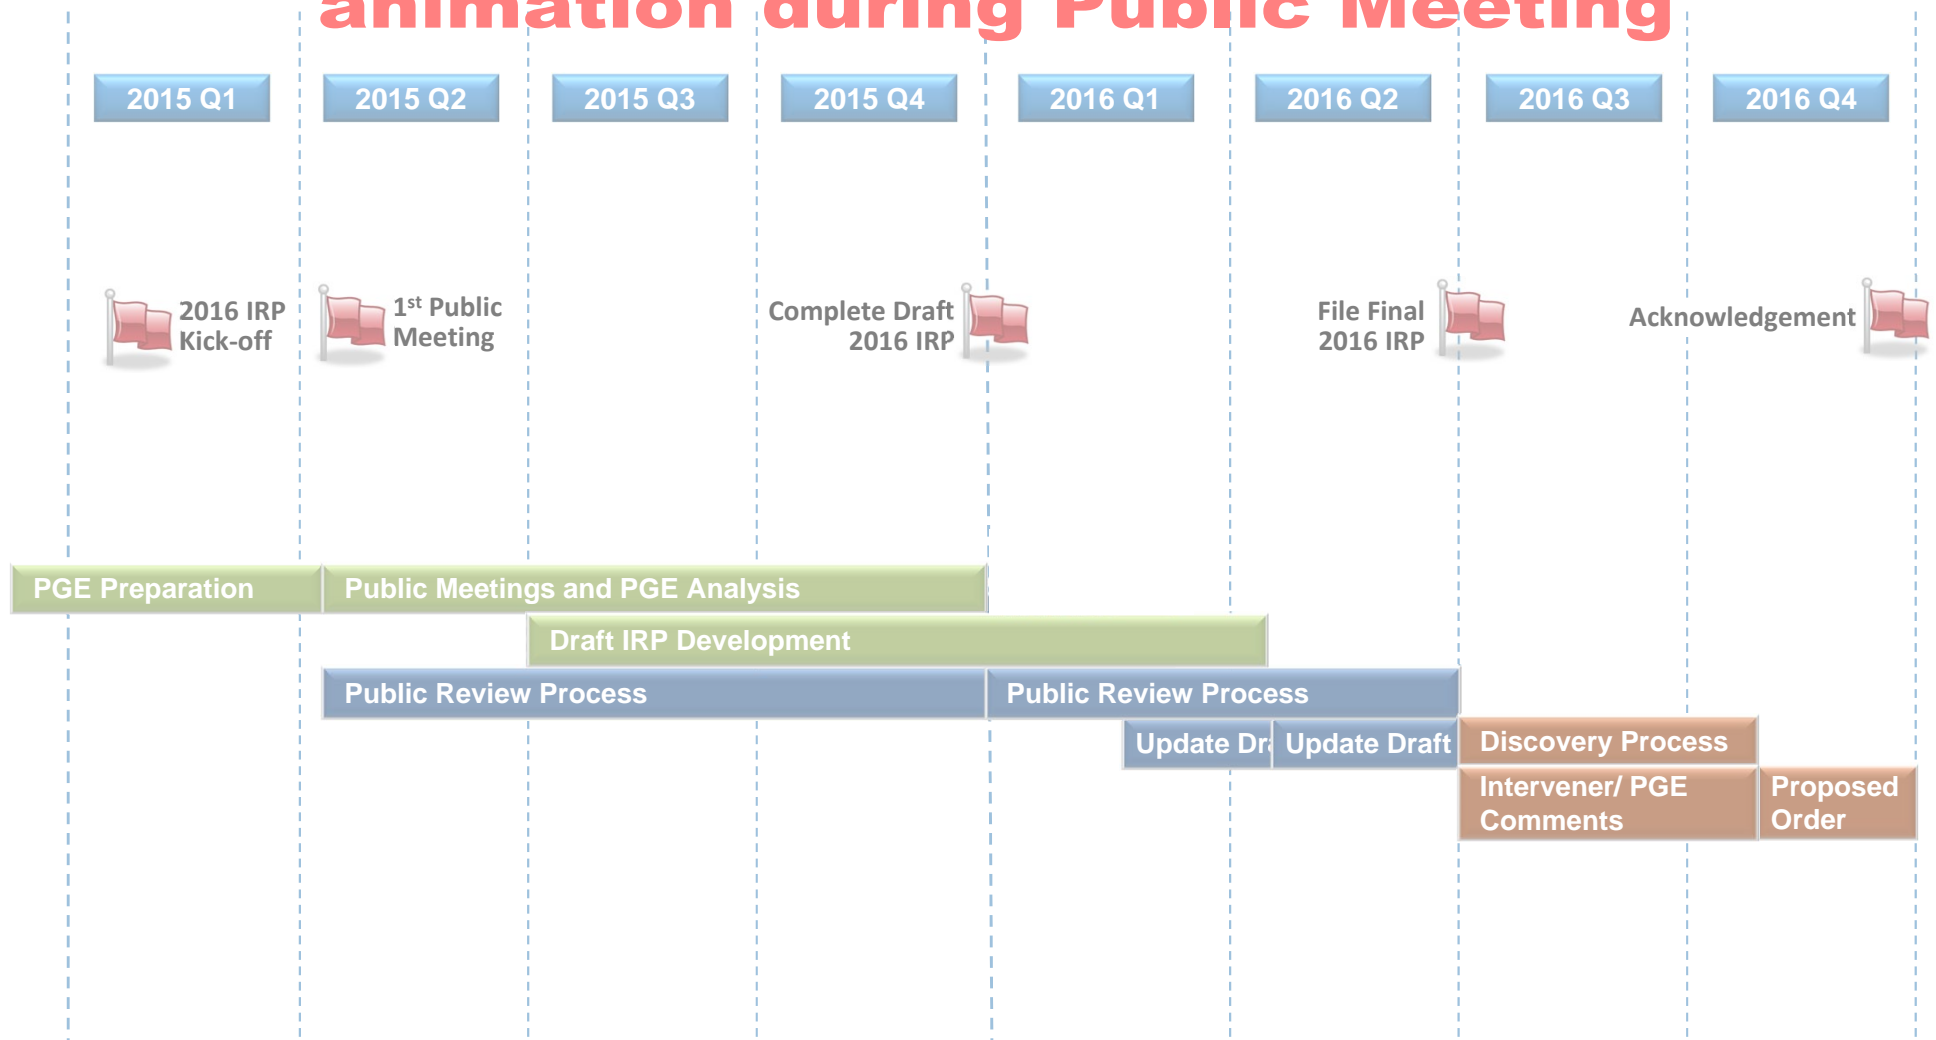 animation during Public Meeting
2015 Q1
2015 Q2
2015 Q3
2015 Q4
2016 Q1
2016 Q2
2016 Q3
2016 Q4
2016 IRP
Kick-off
1st Public
Meeting
Complete Draft
2016 IRP
File Final
2016 IRP
Acknowledgement
PGE Preparation
Public Meetings and PGE Analysis
Draft IRP Development
Public Review Process
Public Review Process
Update Dra
Update Draft
Discovery Process
Intervener/ PGE
Comments
Proposed
Order